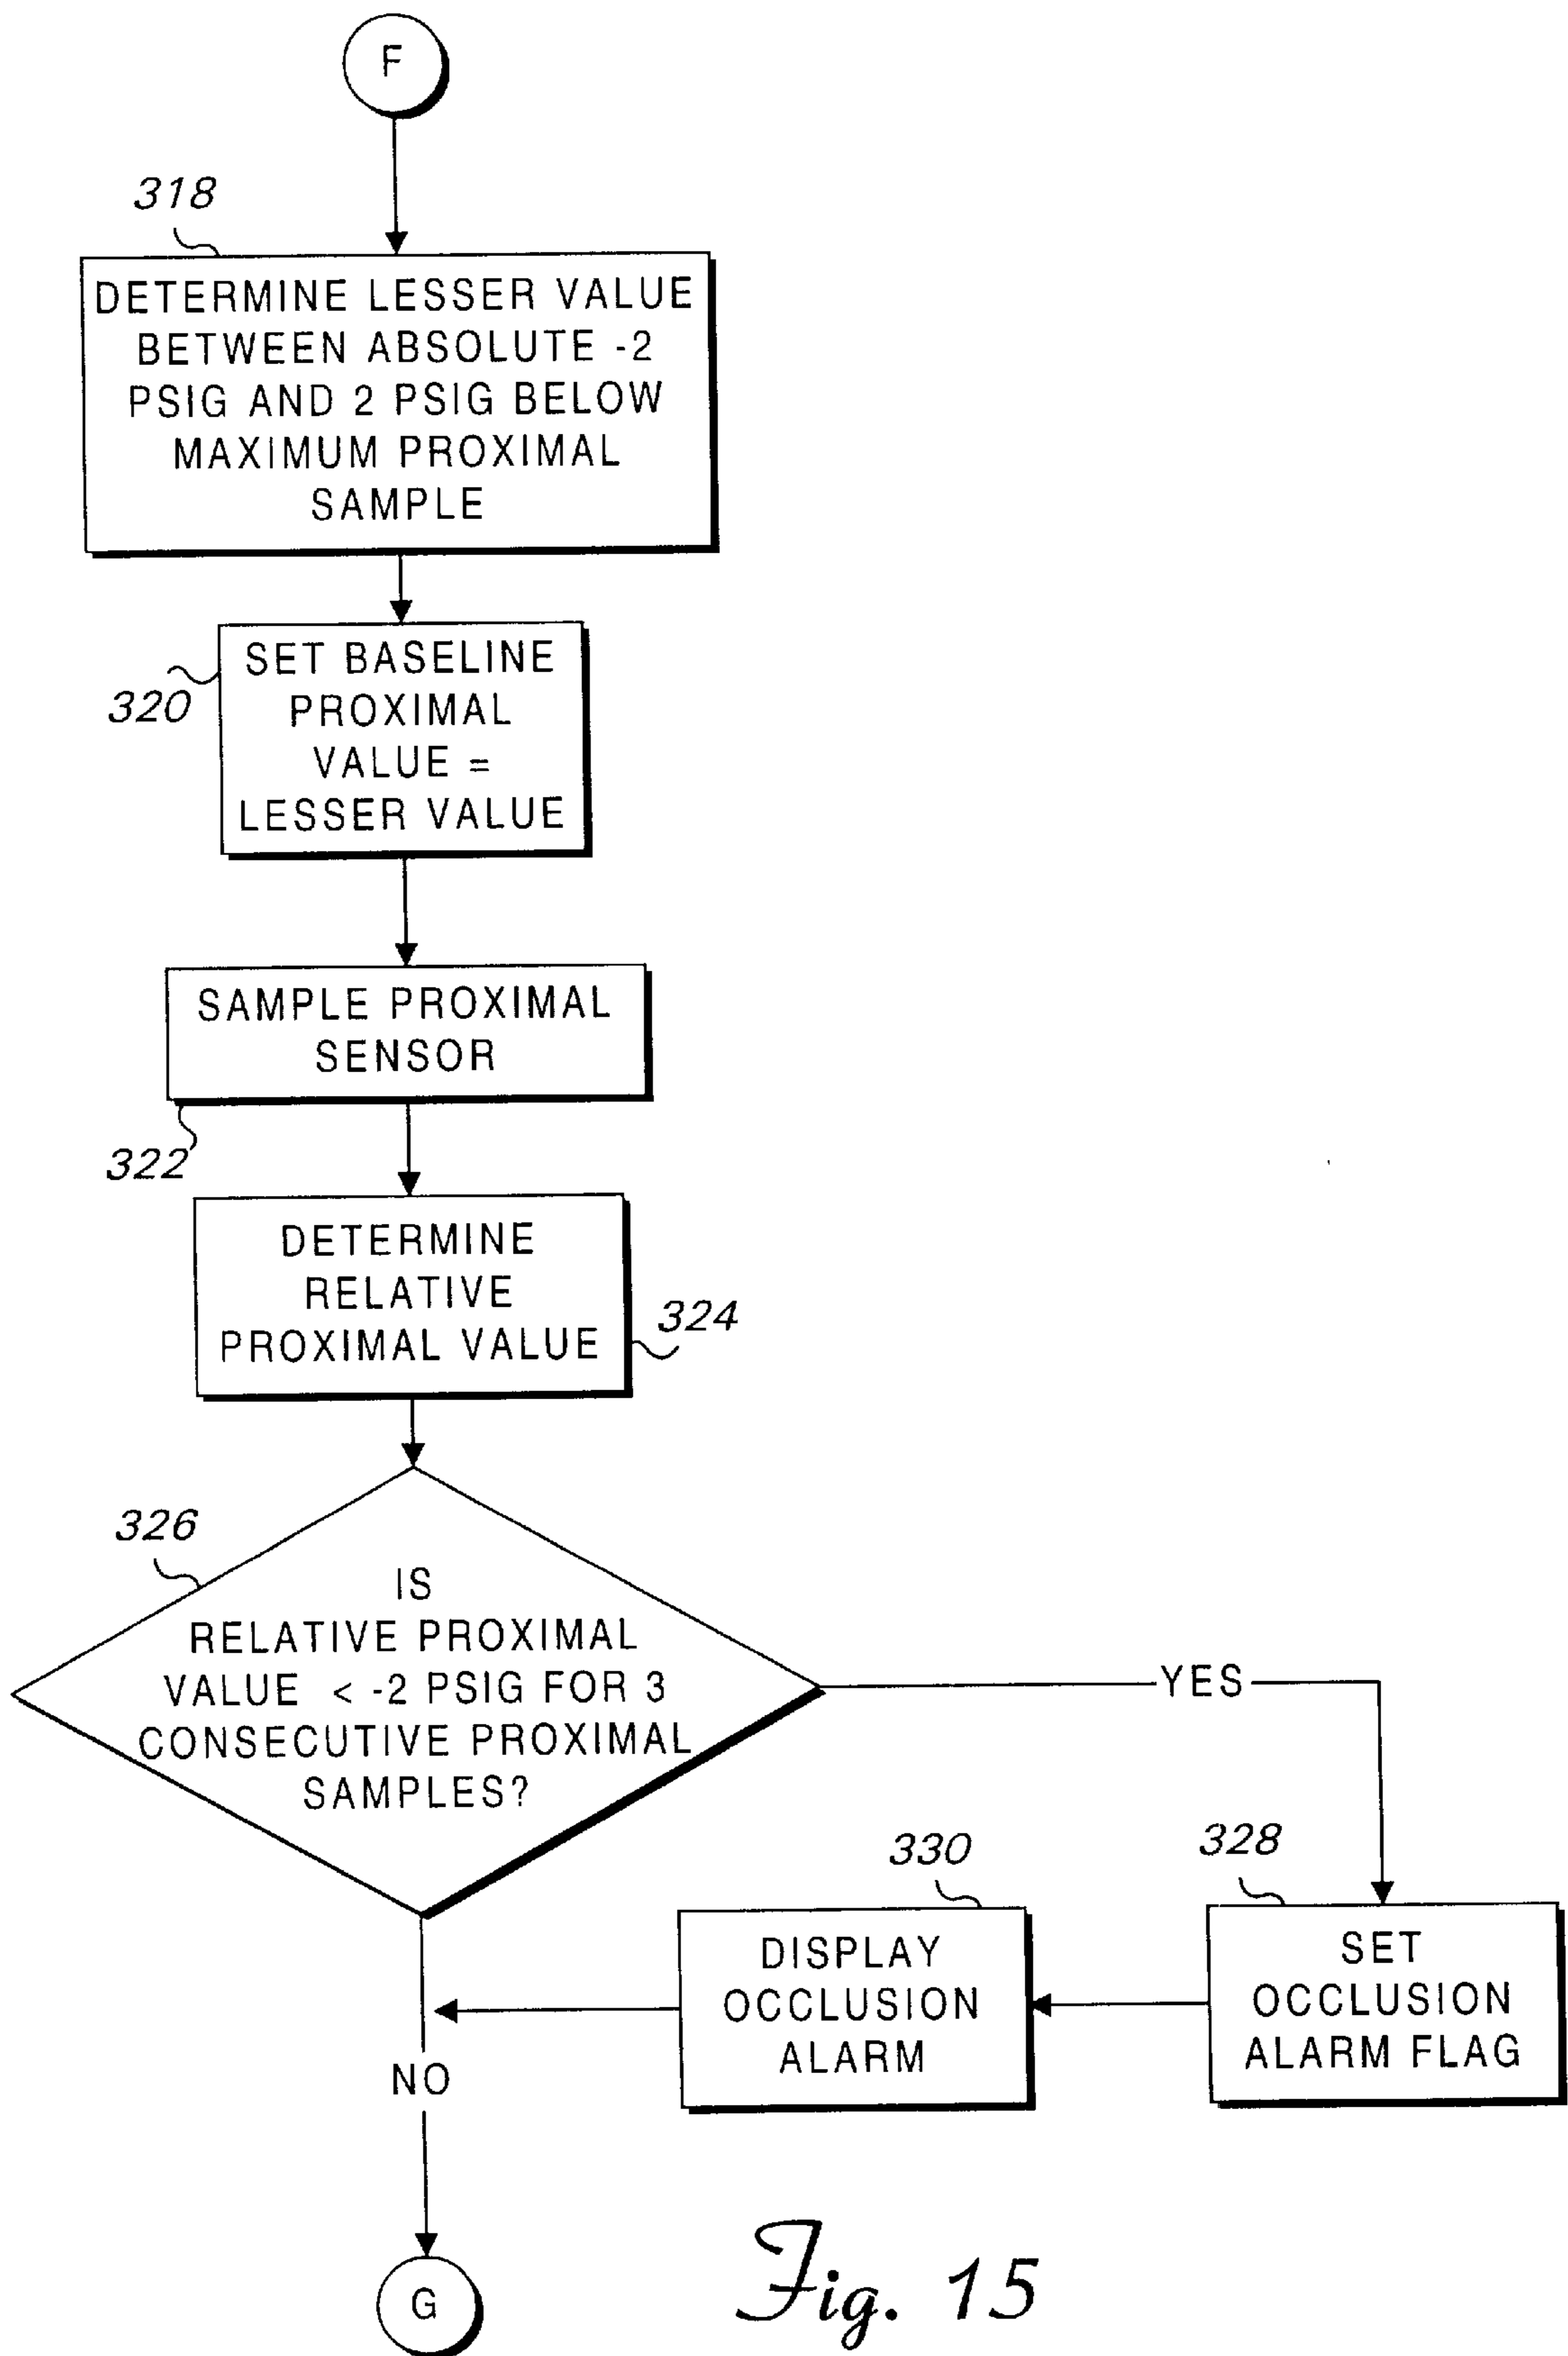 F
318
DETERMINE LESSER VALUE
BETWEEN ABSOLUTE -2
PSIG AND 2 PSIG BELOW
MAXIMUM PROXIMAL
SAMPLE
320
SET BASELINE
PROXIMAL
VALUE =
LESSER VALUE
SAMPLE PROXIMAL
SENSOR
322
DETERMINE
RELATIVE
PROXIMAL VALUE
324
326
IS
RELATIVE PROXIMAL
VALUE < -2 PSIG FOR 3
CONSECUTIVE PROXIMAL
SAMPLES?
YES
328
SET
OCCLUSION
ALARM FLAG
330
DISPLAY
OCCLUSION
ALARM
NO
G
Fig. 15